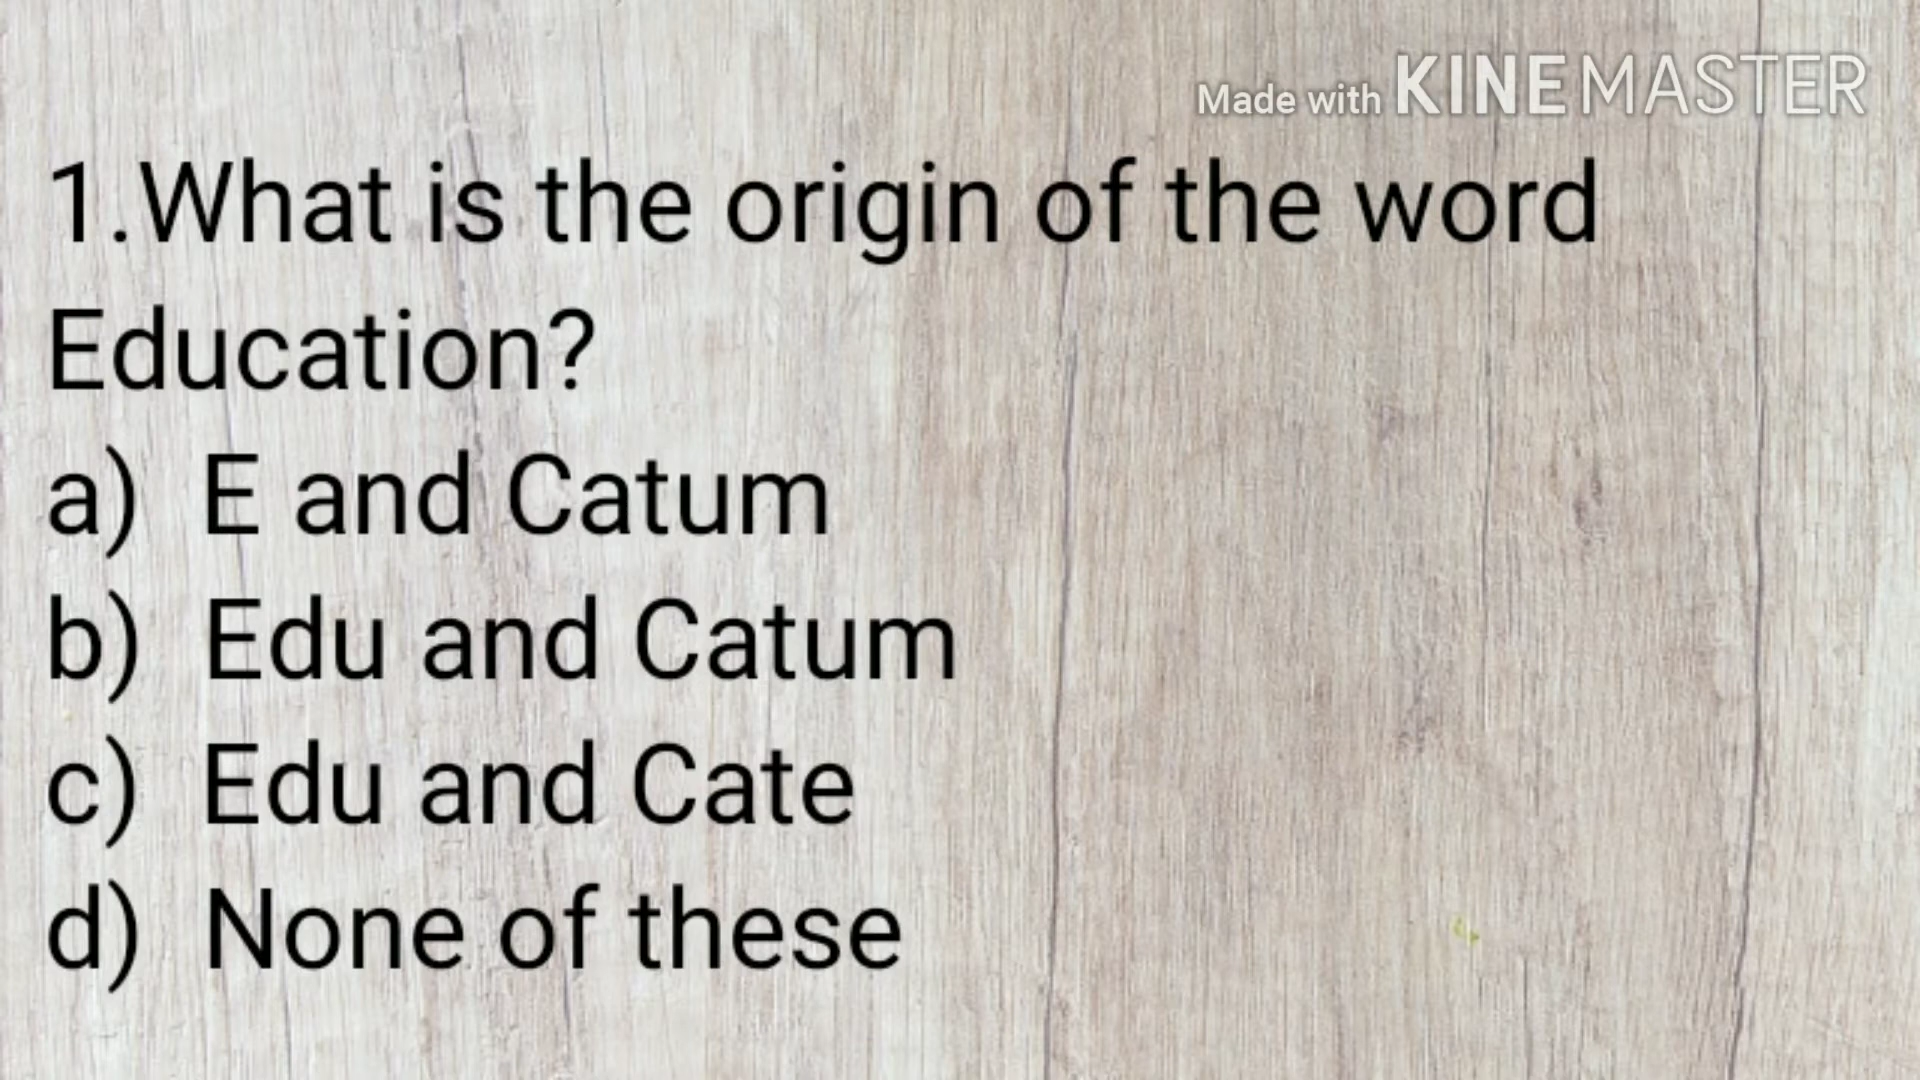 Made with KINEMASTER
1.What is the origin of the word
Education?
a) E and Catum
b) Edu and Catum
c) Edu and Cate
d) None of these